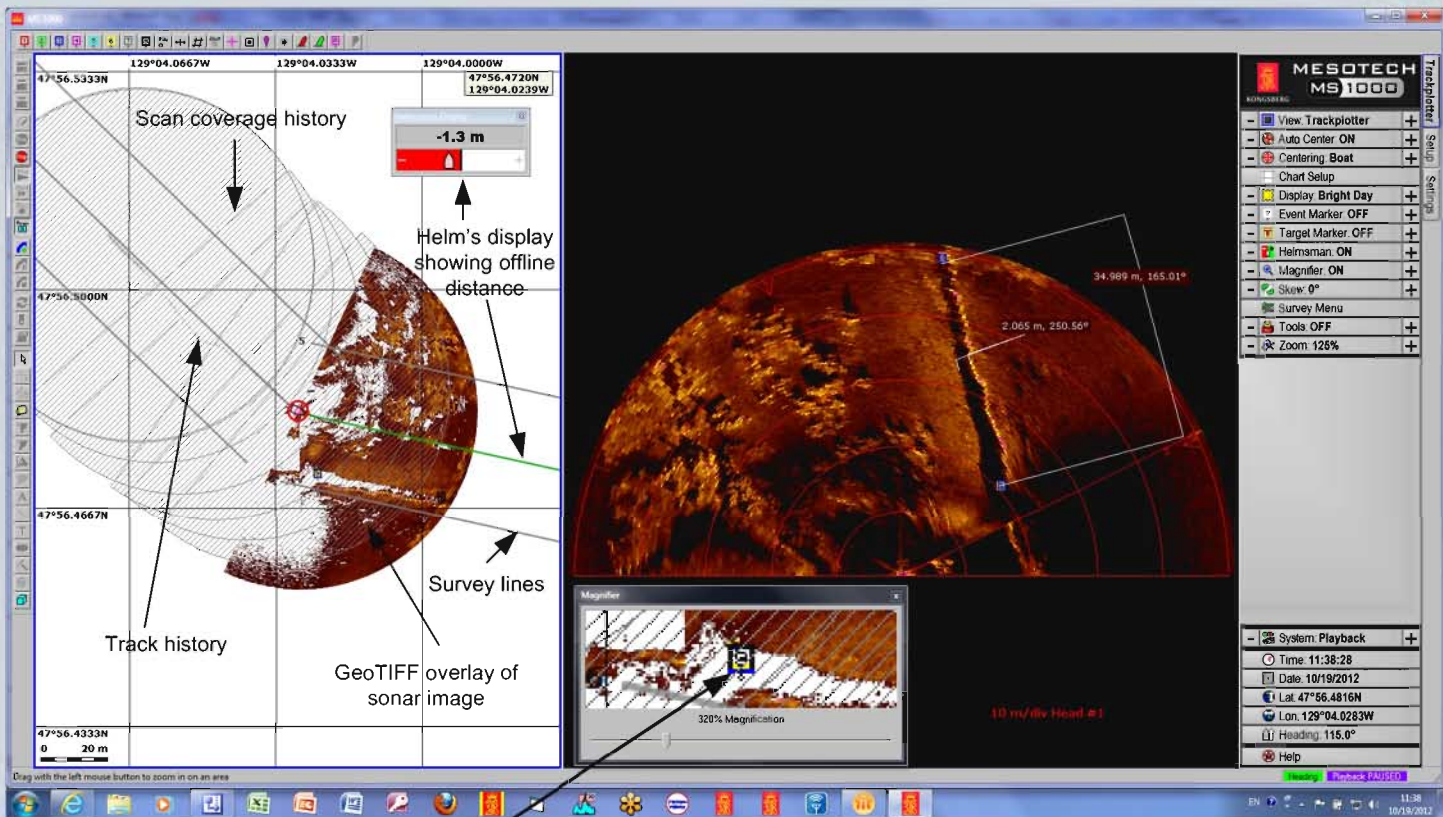 MS1000
129°04.0667W
129°04.0333W
129°04.0000W
47°56.5333N
47°56.4720N
129°04.0239W
Scan coverage history
-1.3 m
Helm's display
showing offline
distance
47°56.5000N
5
47°56.4667N
Survey lines
Track history
GeoTIFF overlay of
sonar image
47°56.4333N
0 20 m
34.989 m, 165.01°
2.065 m, 250.56°
Magnifier
320% Magnification
10 m/div Head #1
KONGSBERG
MESOTECH
MS1000
Trackplotter
Setup
Settings
View: Trackplotter
Auto Center: ON
Centering: Boat
Chart Setup
Display: Bright Day
Event Marker: OFF
Target Marker: OFF
Helmsman: ON
Magnifier: ON
Skew: 0°
Survey Menu
Tools: OFF
Zoom: 125%
System: Playback
Time: 11:38:28
Date: 10/19/2012
Lat: 47°56.4816N
Lon: 129°04.0283W
Heading: 115.0°
Help
Drag with the left mouse button to zoom in on an area
Heading
Playback PAUSED
EN
11:38
10/19/2012